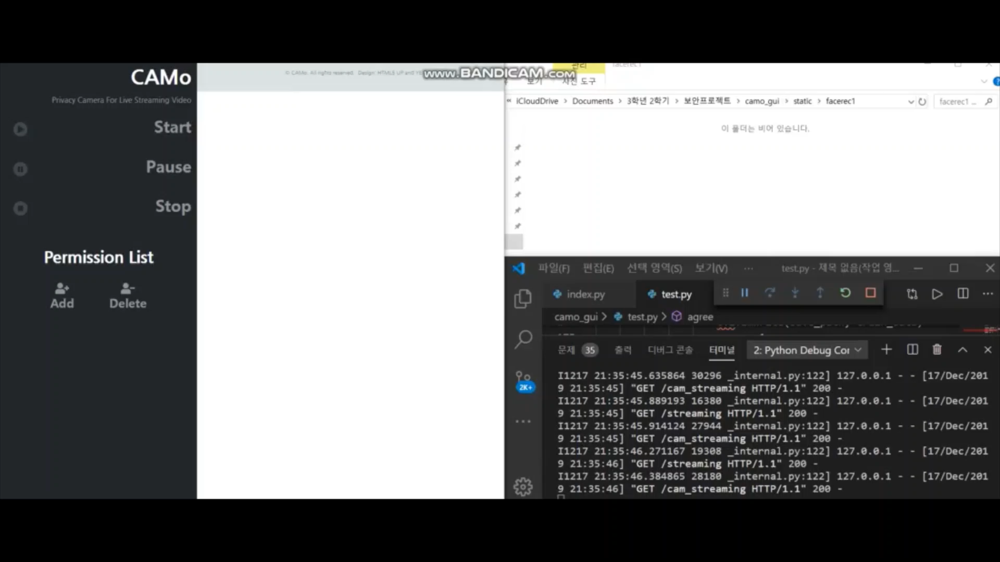 CAMo
Privacy Camera For Live Streaming Video
Start
Pause
Stop
Permission List
Add
Delete
© CAMo. All rights reserved. Design: HTML5 UP and
www.BANDICAM.com
관리
facerec1
보기
사진 도구
« iCloudDrive > Documents > 3학년 2학기 > 보안프로젝트 > camo_gui > static > facerec1
facerec1 ...
이 폴더는 비어 있습니다.
파일(F) 편집(E) 선택 영역(S) 보기(V) ··· test.py - 제목 없음(작업 영...
index.py
test.py
camo_gui > test.py > agree
문제 35 출력 디버그 콘솔 터미널 2: Python Debug Cor
2K+
I1217 21:35:45.635864 30296 _internal.py:122] 127.0.0.1 - - [17/Dec/201
9 21:35:45] "GET /cam_streaming HTTP/1.1" 200 -
I1217 21:35:45.889193 16380 _internal.py:122] 127.0.0.1 - - [17/Dec/201
9 21:35:45] "GET /streaming HTTP/1.1" 200 -
I1217 21:35:45.914124 27944 _internal.py:122] 127.0.0.1 - - [17/Dec/201
9 21:35:45] "GET /cam_streaming HTTP/1.1" 200 -
I1217 21:35:46.271167 19308 _internal.py:122] 127.0.0.1 - - [17/Dec/201
9 21:35:46] "GET /streaming HTTP/1.1" 200 -
I1217 21:35:46.384865 28180 _internal.py:122] 127.0.0.1 - - [17/Dec/201
9 21:35:46] "GET /cam_streaming HTTP/1.1" 200 -